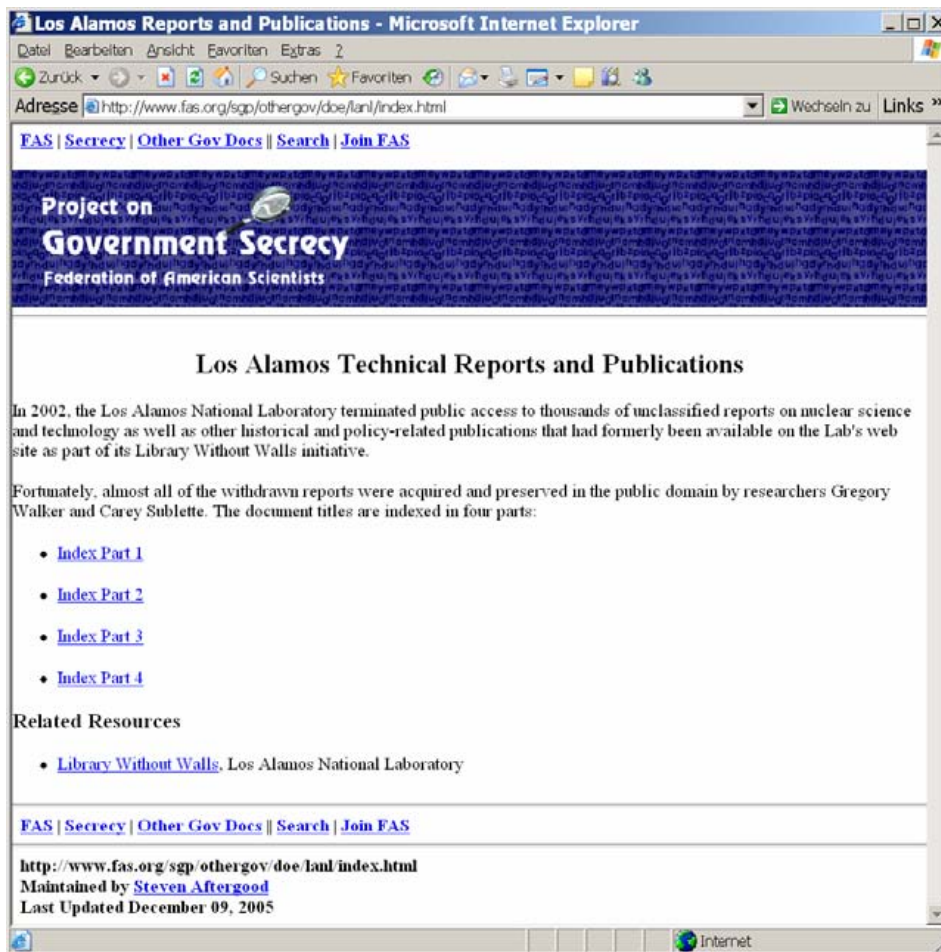 Los Alamos Reports and Publications - Microsoft Internet Explorer
Datei Bearbeiten Ansicht Favoriten Extras ?
Zurück Suchen Favoriten
Adresse http://www.fas.org/sgp/othergov/doe/lanl/index.html Wechseln zu Links »
FAS | Secrecy | Other Gov Docs || Search | Join FAS
Project on
Government Secrecy
Federation of American Scientists
Los Alamos Technical Reports and Publications
In 2002, the Los Alamos National Laboratory terminated public access to thousands of unclassified reports on nuclear science
and technology as well as other historical and policy-related publications that had formerly been available on the Lab's web
site as part of its Library Without Walls initiative.
Fortunately, almost all of the withdrawn reports were acquired and preserved in the public domain by researchers Gregory
Walker and Carey Sublette. The document titles are indexed in four parts:
• Index Part 1
• Index Part 2
• Index Part 3
• Index Part 4
Related Resources
• Library Without Walls, Los Alamos National Laboratory
FAS | Secrecy | Other Gov Docs || Search | Join FAS
http://www.fas.org/sgp/othergov/doe/lanl/index.html
Maintained by Steven Aftergood
Last Updated December 09, 2005
Internet